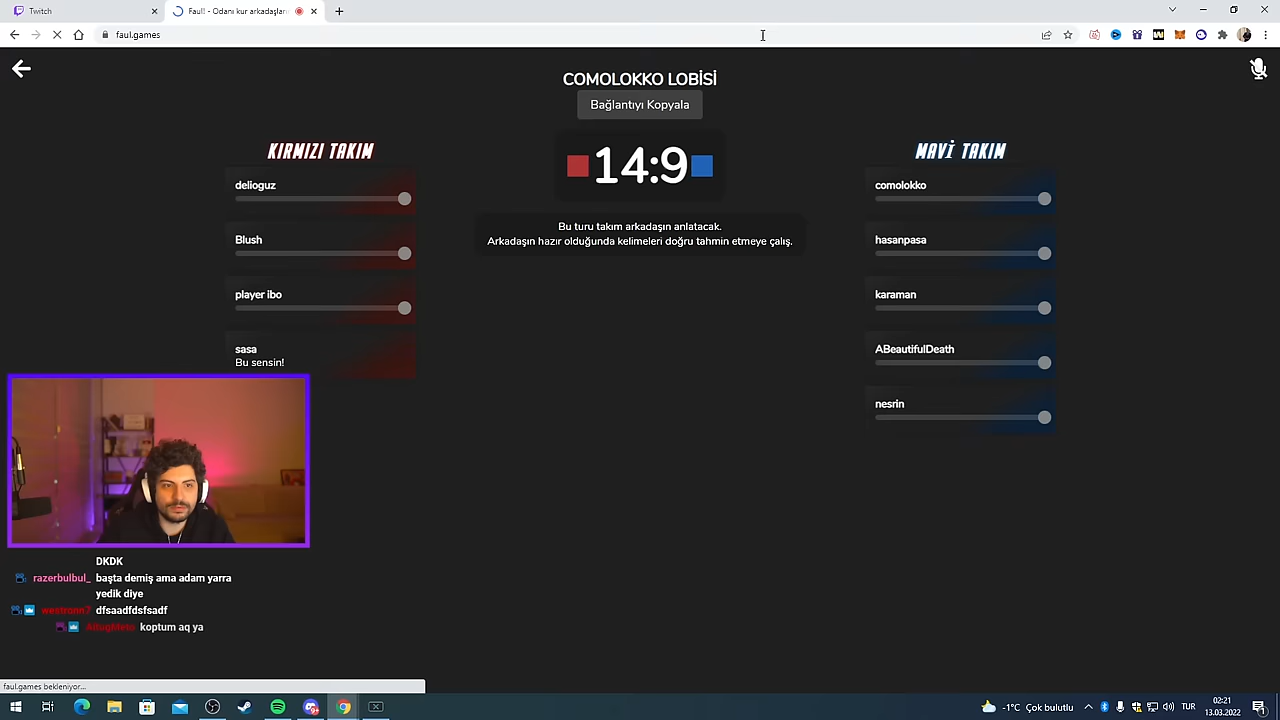 Twitch
Faul! - Odanı kur arkadaşların
faul.games
COMOLOKKO LOBİSİ
Bağlantıyı Kopyala
KIRMIZI TAKIM
14:9
MAVİ TAKIM
delioguz
comolokko
Bu turu takım arkadaşın anlatacak.
Arkadaşın hazır olduğunda kelimeleri doğru tahmin etmeye çalış.
Blush
hasanpasa
player ibo
karaman
sasa
Bu sensin!
ABeautifulDeath
nesrin
DKDK
razerbulbul_ başta demiş ama adam yarra
yedik diye
westronn7 dfsaadfdsfsadf
AitugMeto koptum aq ya
faul.games bekleniyor...
-1°C Çok bulutlu
TUR
02:21
13.03.2022